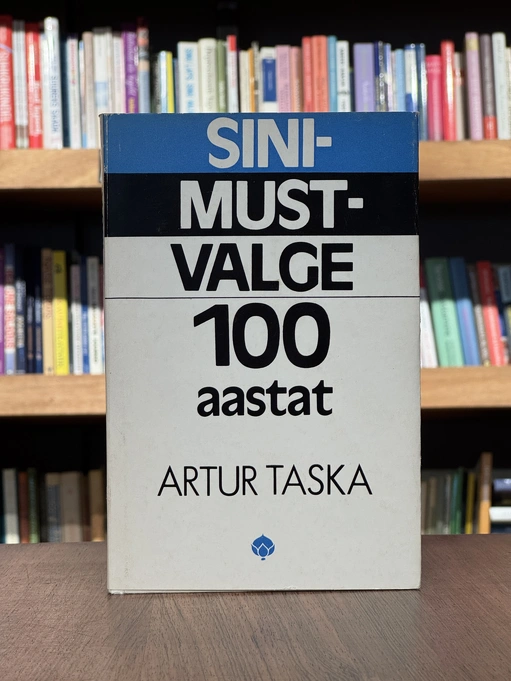 SINI-
MUST-
VALGE
100
aastat
ARTUR TASKA